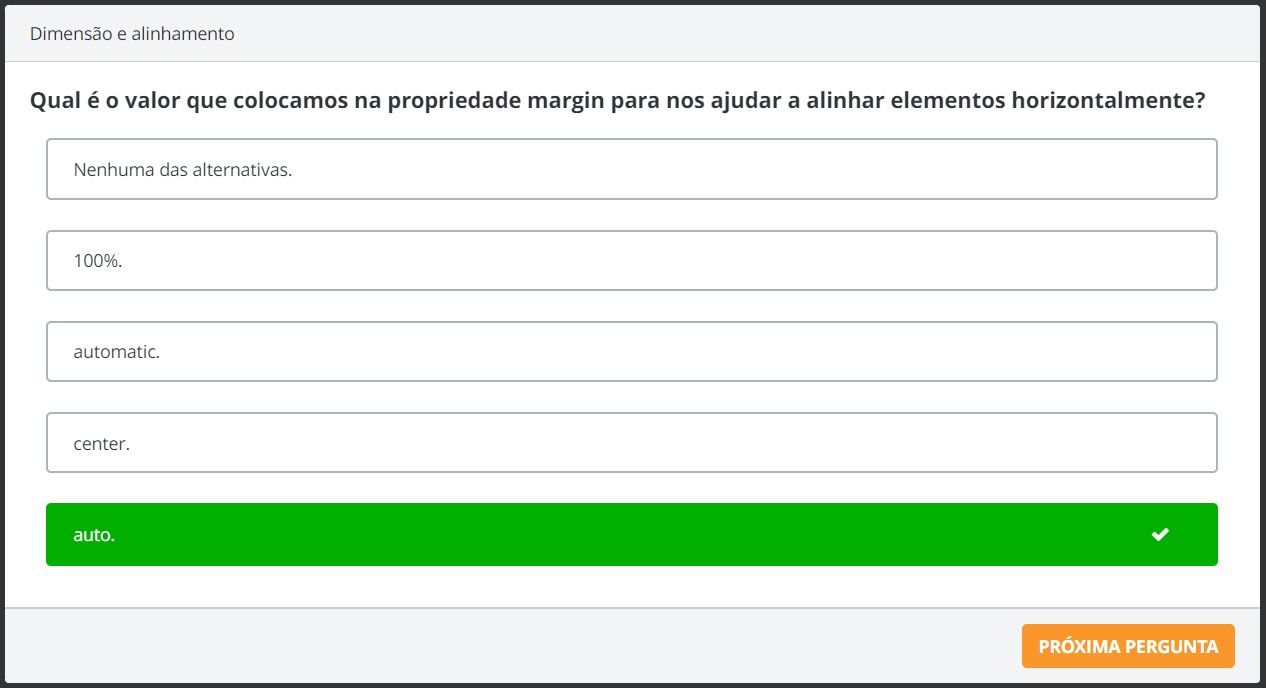 Dimensão e alinhamento
Qual é o valor que colocamos na propriedade margin para nos ajudar a alinhar elementos horizontalmente?
Nenhuma das alternativas.
100%.
automatic.
center.
auto.
PRÓXIMA PERGUNTA